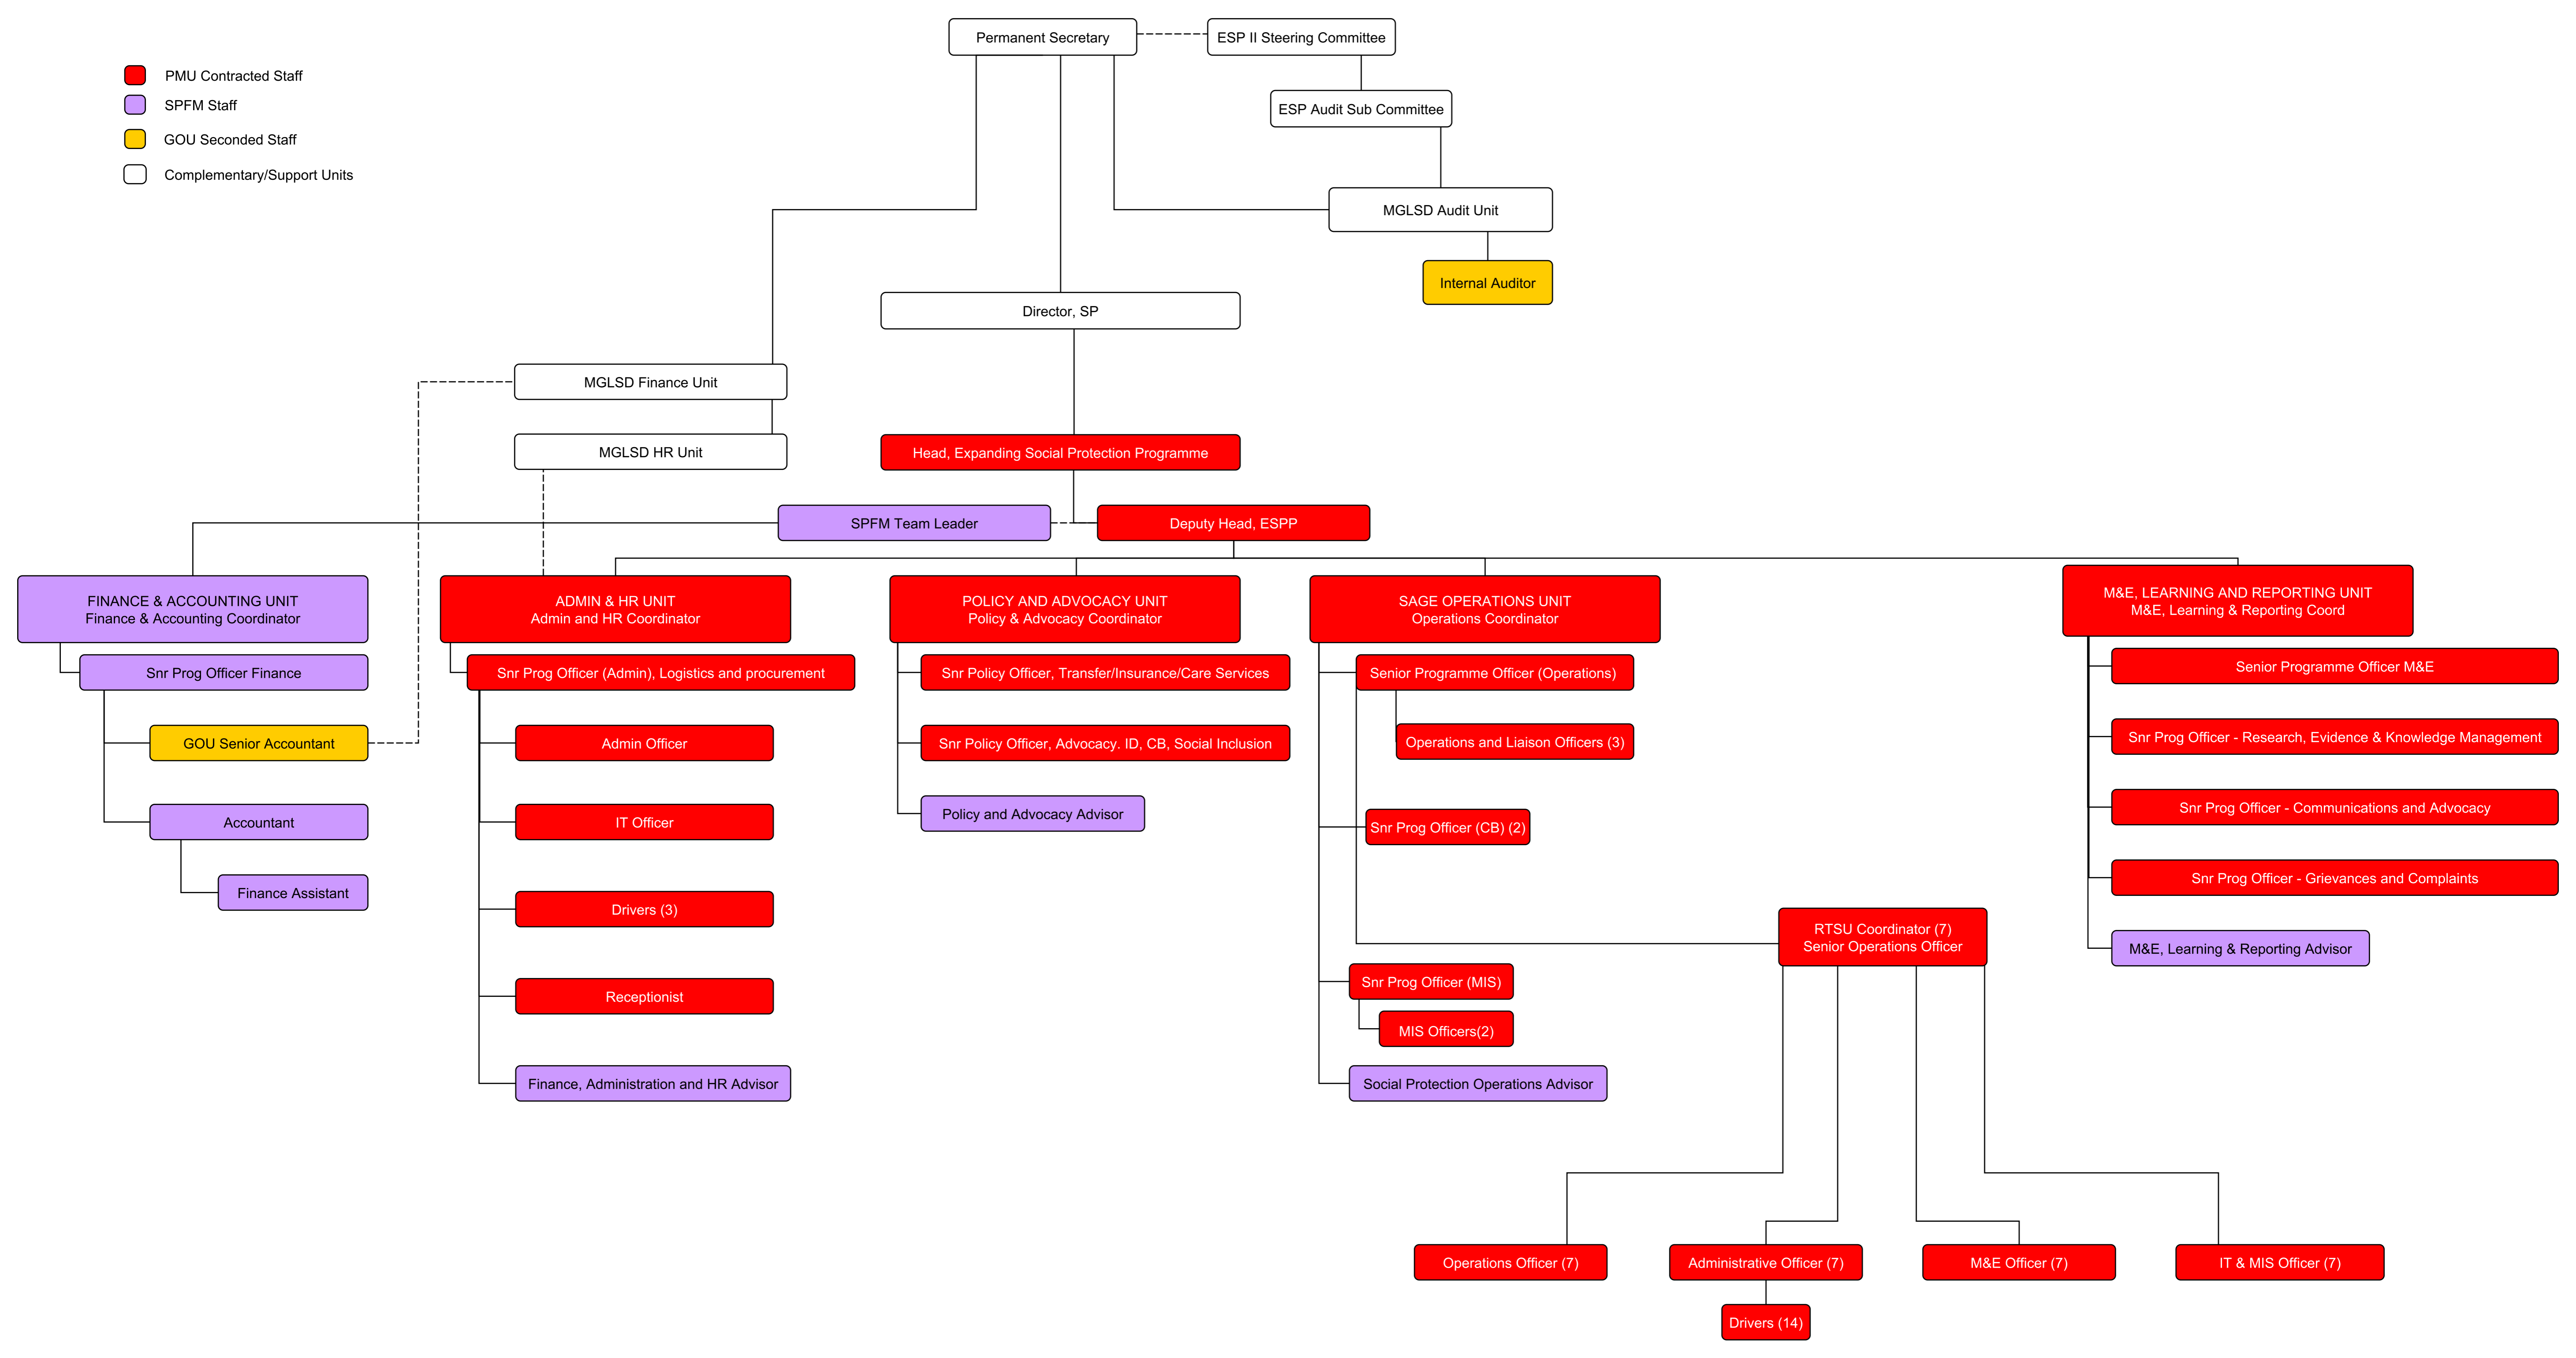 Permanent Secretary
ESP II Steering Committee
PMU Contracted Staff
SPFM Staff
GOU Seconded Staff
Complementary/Support Units
ESP Audit Sub Committee
MGLSD Audit Unit
Internal Auditor
Director, SP
MGLSD Finance Unit
MGLSD HR Unit
Head, Expanding Social Protection Programme
SPFM Team Leader
Deputy Head, ESPP
FINANCE & ACCOUNTING UNIT
Finance & Accounting Coordinator
Snr Prog Officer Finance
GOU Senior Accountant
Accountant
Finance Assistant
ADMIN & HR UNIT
Admin and HR Coordinator
Snr Prog Officer (Admin), Logistics and procurement
Admin Officer
IT Officer
Drivers (3)
Receptionist
Finance, Administration and HR Advisor
POLICY AND ADVOCACY UNIT
Policy & Advocacy Coordinator
Snr Policy Officer, Transfer/Insurance/Care Services
Snr Policy Officer, Advocacy. ID, CB, Social Inclusion
Policy and Advocacy Advisor
SAGE OPERATIONS UNIT
Operations Coordinator
Senior Programme Officer (Operations)
Operations and Liaison Officers (3)
Snr Prog Officer (CB) (2)
Snr Prog Officer (MIS)
MIS Officers(2)
Social Protection Operations Advisor
RTSU Coordinator (7)
Senior Operations Officer
Operations Officer (7)
Administrative Officer (7)
M&E Officer (7)
IT & MIS Officer (7)
Drivers (14)
M&E, LEARNING AND REPORTING UNIT
M&E, Learning & Reporting Coord
Senior Programme Officer M&E
Snr Prog Officer - Research, Evidence & Knowledge Management
Snr Prog Officer - Communications and Advocacy
Snr Prog Officer - Grievances and Complaints
M&E, Learning & Reporting Advisor